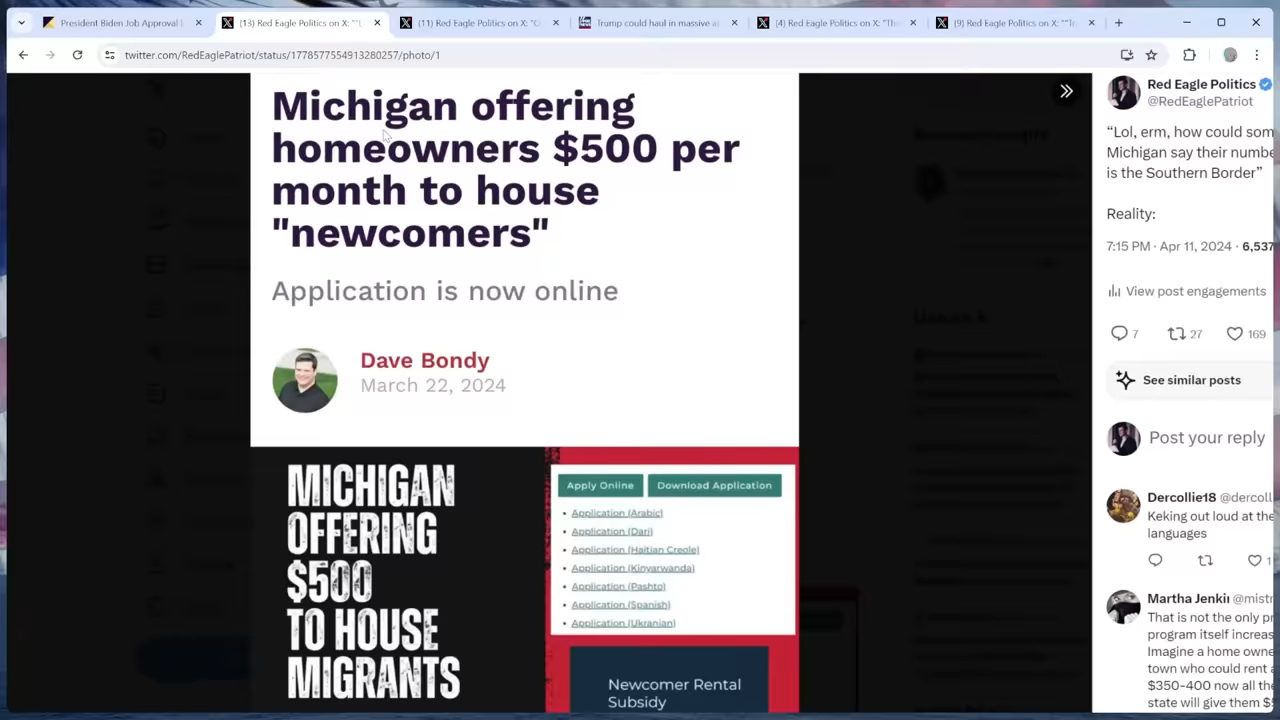 President Biden Job Approval
(13) Red Eagle Politics on X: "
(11) Red Eagle Politics on X:
Trump could haul in massive
(4) Red Eagle Politics on X:
(9) Red Eagle Politics on X:
twitter.com/RedEaglePatriot/status/1778577554913280257/photo/1
Michigan offering
homeowners $500 per
month to house
"newcomers"
Application is now online
Dave Bondy
March 22, 2024
MICHIGAN
OFFERING
$500
TO HOUSE
MIGRANTS
Apply Online
Download Application
• Application (Arabic)
• Application (Dari)
• Application (Haitian Creole)
• Application (Kinyarwanda)
• Application (Pashto)
• Application (Spanish)
• Application (Ukranian)
Newcomer Rental
Subsidy
Red Eagle Politics
@RedEaglePatriot
“Lol, erm, how could som
Michigan say their numbe
is the Southern Border”
Reality:
7:15 PM · Apr 11, 2024 · 6,537
View post engagements
7 27 169
See similar posts
Post your reply
Dercollie18 @dercoll
Keking out loud at the
languages
1
Martha Jenkii @mistr
That is not the only pr
program itself increas
Imagine a home owne
town who could rent a
$350-400 now all the
state will give them $5